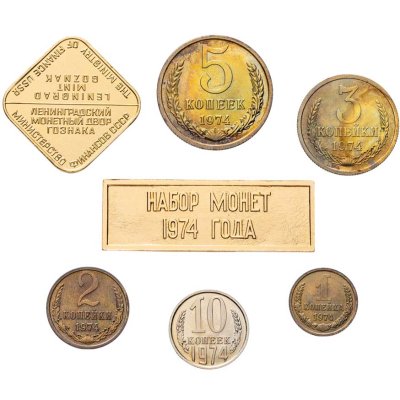 THE MINISTRY OF FINANCE USSR
LENINGRAD
MINT
GOZNAK
ЛЕНИНГРАДСКИЙ
МОНЕТНЫЙ ДВОР
ГОЗНАКА
МИНИСТЕРСТВО ФИНАНСОВ СССР
5
КОПЕЕК
1974
3
КОПЕЙКИ
1974
НАБОР МОНЕТ
1974 ГОДА
2
КОПЕЙКИ
1974
10
КОПЕЕК
1974
1
КОПЕЙКА
1974